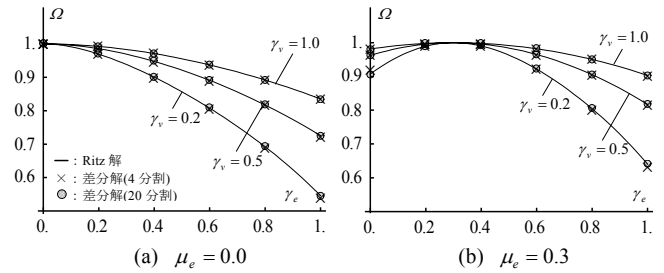 Ω
1.0
0.9
0.8
0.7
0.6
γv = 1.0
γv = 0.2
γv = 0.5
— : Ritz 解
× : 差分解(4 分割)
◎ : 差分解(20 分割)
γe
0. 0.2 0.4 0.6 0.8 1.
(a) μe = 0.0
Ω
1.0
0.9
0.8
0.7
0.6
γv = 1.0
γv = 0.2
γv = 0.5
γe
0. 0.2 0.4 0.6 0.8 1.
(b) μe = 0.3